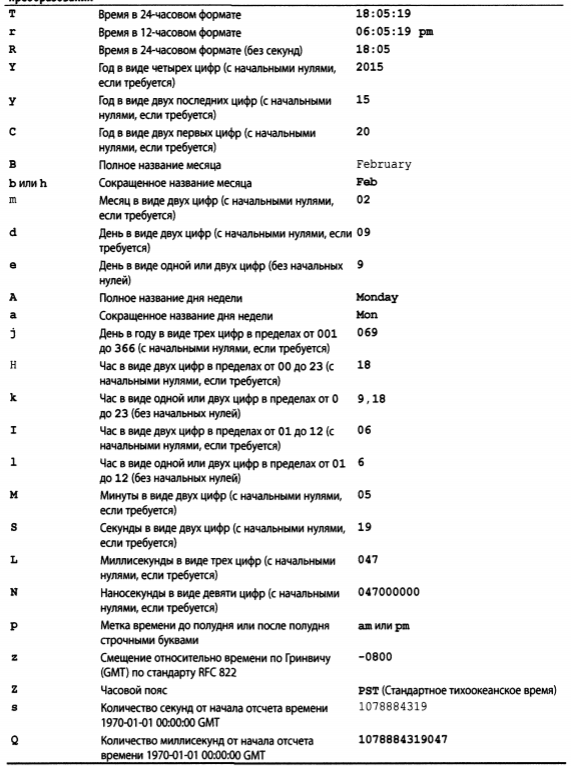 T Время в 24-часовом формате 18:05:19
r Время в 12-часовом формате 06:05:19 pm
R Время в 24-часовом формате (без секунд) 18:05
Y Год в виде четырех цифр (с начальными нулями, 2015
если требуется)
y Год в виде двух последних цифр (с начальными 15
нулями, если требуется)
C Год в виде двух первых цифр (с начальными 20
нулями, если требуется)
B Полное название месяца February
b или h Сокращенное название месяца Feb
m Месяц в виде двух цифр (с начальными нулями, 02
если требуется)
d День в виде двух цифр (с начальными нулями, если 09
требуется)
e День в виде одной или двух цифр (без начальных 9
нулей)
A Полное название дня недели Monday
a Сокращенное название дня недели Mon
j День в году в виде трех цифр в пределах от 001 069
до 366 (с начальными нулями, если требуется)
H Час в виде двух цифр в пределах от 00 до 23 (с 18
начальными нулями, если требуется)
k Час в виде одной или двух цифр в пределах от 0 9,18
до 23 (без начальных нулей)
I Час в виде двух цифр в пределах от 01 до 12 (с 06
начальными нулями, если требуется)
l Час в виде одной или двух цифр в пределах от 01 6
до 12 (без начальных нулей)
M Минуты в виде двух цифр (с начальными нулями, 05
если требуется)
S Секунды в виде двух цифр (с начальными нулями, 19
если требуется)
L Миллисекунды в виде трех цифр (с начальными 047
нулями, если требуется)
N Наносекунды в виде девяти цифр (с начальными 047000000
нулями, если требуется)
p Метка времени до полудня или после полудня am или pm
строчными буквами
z Смещение относительно времени по Гринвичу -0800
(GMT) по стандарту RFC 822
Z Часовой пояс PST (Стандартное тихоокеанское время)
s Количество секунд от начала отсчета времени 1078884319
1970-01-01 00:00:00 GMT
Q Количество миллисекунд от начала отсчета 1078884319047
времени 1970-01-01 00:00:00 GMT